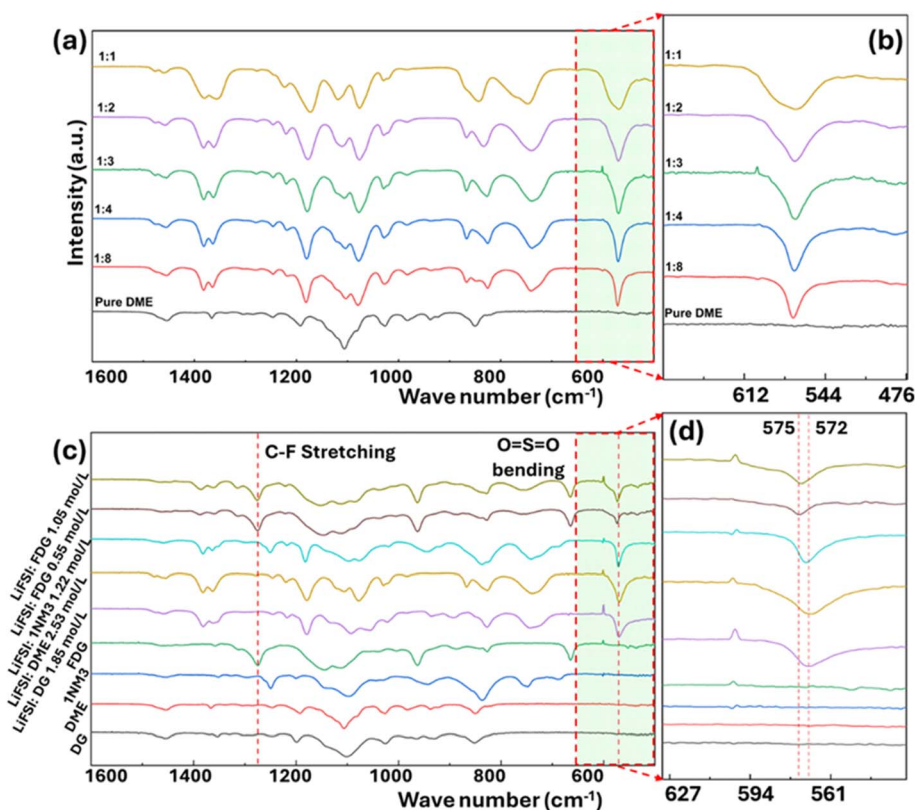 (a)
(b)
Intensity (a.u.)
1:1
1:2
1:3
1:4
1:8
Pure DME
1600 1400 1200 1000 800 600
Wave number (cm-1)
1:1
1:2
1:3
1:4
1:8
Pure DME
612 544 476
(c)
C-F Stretching
O=S=O
bending
(d)
575 572
LiFSI: FDG 1.05 mol/L
LiFSI: FDG 0.55 mol/L
LiFSI: 1NM3 1.22 mol/L
LiFSI: DME 2.53 mol/L
LiFSI: DG 1.85 mol/L
FDG
1NM3
DME
DG
1600 1400 1200 1000 800 600
Wave number (cm-1)
627 594 561